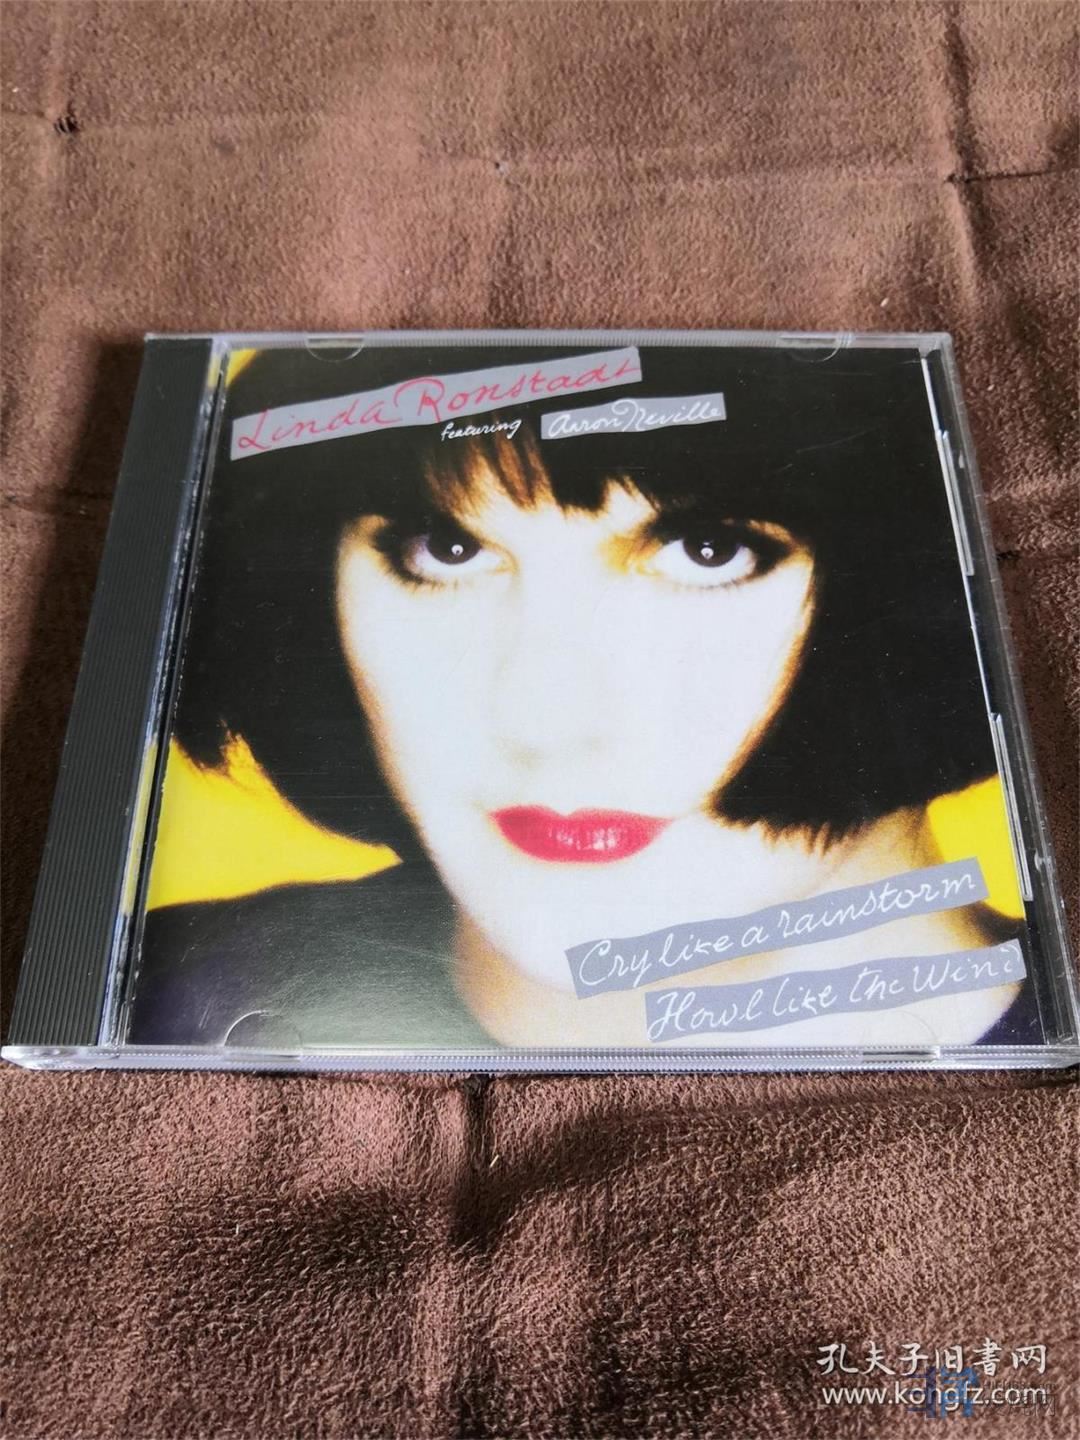 Linda Ronstadt
featuring Aaron Neville
Cry like a rainstorm
Howl like the Wind
孔夫子旧書网
www.kongfz.com